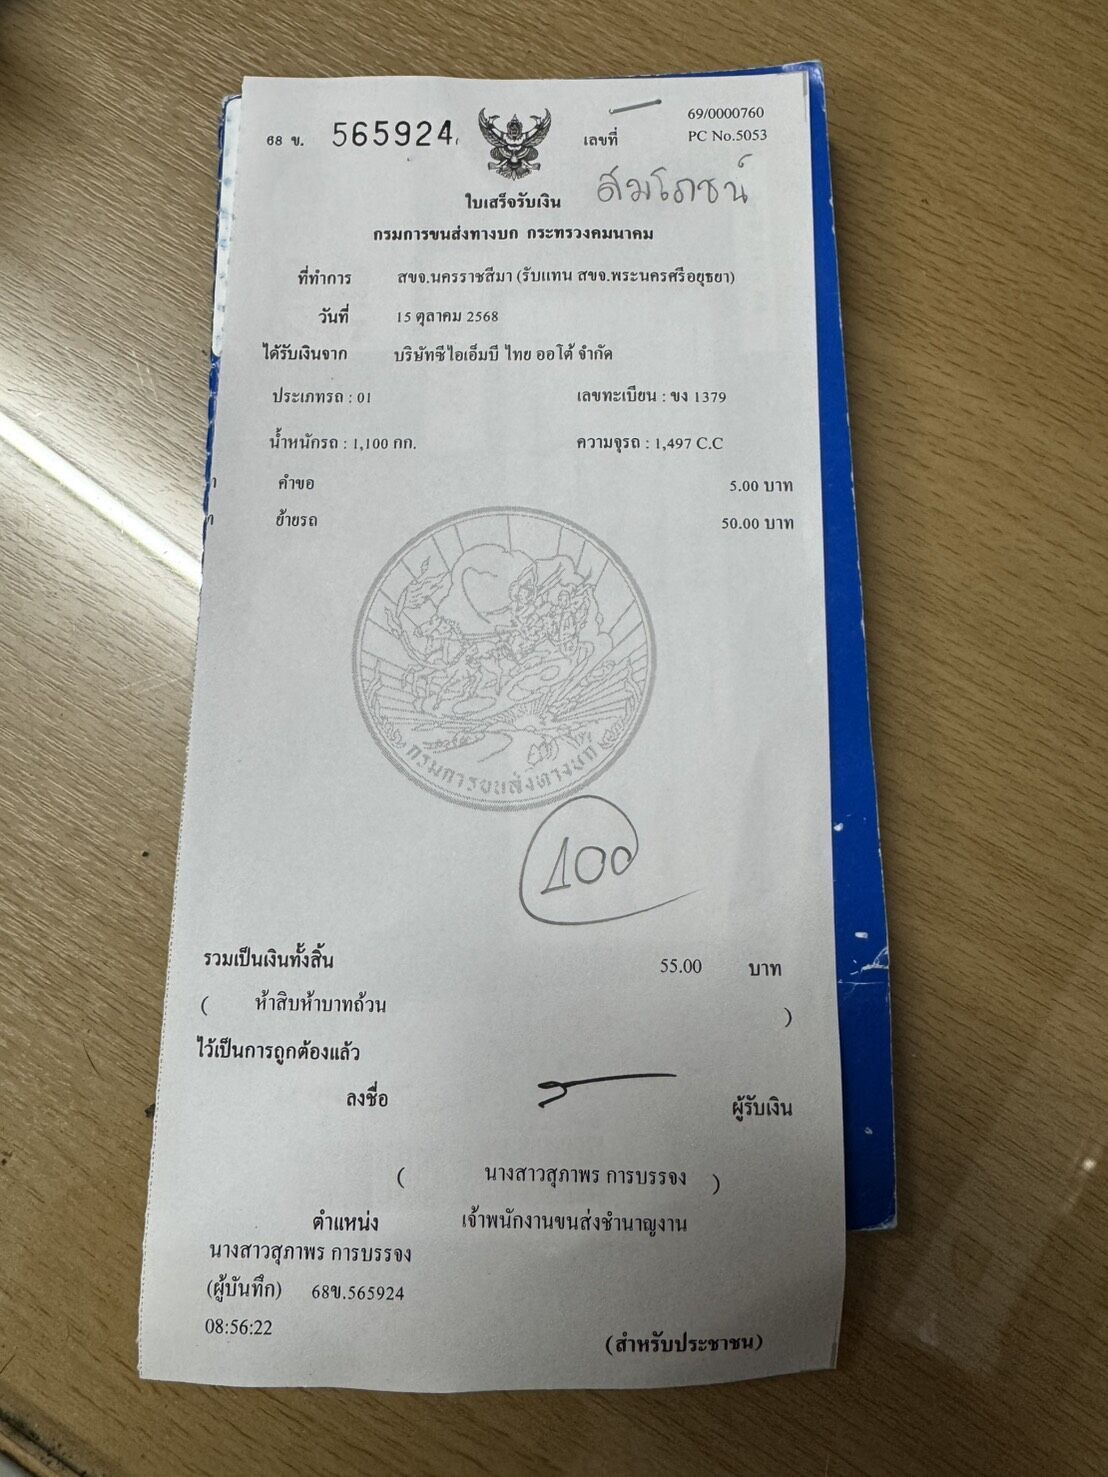 68 ข. 565924
เลขที่ 69/0000760
PC No.5053
สมโภชน์
ใบเสร็จรับเงิน
กรมการขนส่งทางบก กระทรวงคมนาคม
ที่ทำการ สขจ.นครราชสีมา (รับแทน สขจ.พระนครศรีอยุธยา)
วันที่ 15 ตุลาคม 2568
ได้รับเงินจาก บริษัทซีไอเอ็มบี ไทย ออโต้ จำกัด
ประเภทรถ : 01 เลขทะเบียน : ขง 1379
น้ำหนักรถ : 1,100 กก. ความจุรถ : 1,497 C.C
คำขอ 5.00 บาท
ย้ายรถ 50.00 บาท
กรมการขนส่งทางบก
100
รวมเป็นเงินทั้งสิ้น 55.00 บาท
( ห้าสิบห้าบาทถ้วน )
ไว้เป็นการถูกต้องแล้ว
ลงชื่อ ผู้รับเงิน
( นางสาวสุภาพร การบรรจง )
ตำแหน่ง เจ้าพนักงานขนส่งชำนาญงาน
นางสาวสุภาพร การบรรจง
(ผู้บันทึก) 68ข.565924
08:56:22
(สำหรับประชาชน)